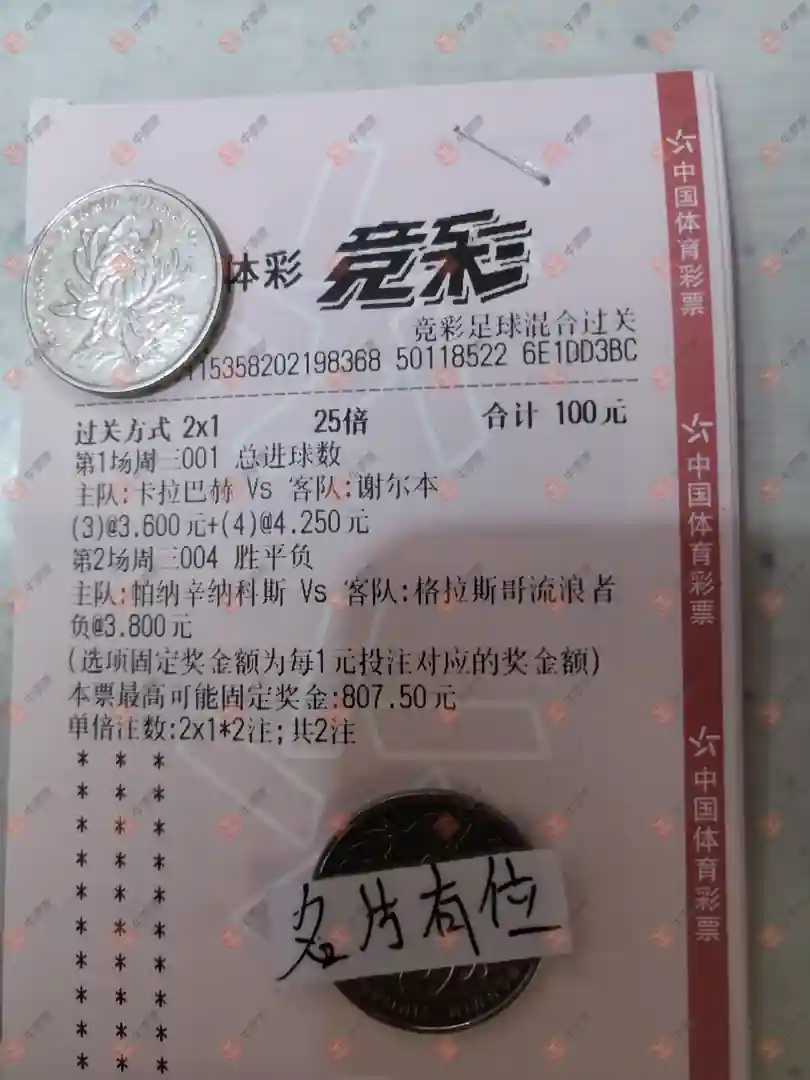 体彩 竞彩
竞彩足球混合过关
115358202198368 50118522 6E1DD3BC
过关方式 2x1 25倍 合计 100元
第1场周三001 总进球数
主队:卡拉巴赫 Vs 客队:谢尔本
(3)@3.600元+(4)@4.250元
第2场周三004 胜平负
主队:帕纳辛纳科斯 Vs 客队:格拉斯哥流浪者
负@3.800元
(选项固定奖金额为每1元投注对应的奖金额)
本票最高可能固定奖金:807.50元
单倍注数:2x1*2注;共2注
* * *
* * *
* * *
* * *
* * *
* * *
* * *
* * *
* * *
* * *
名片有位
中国体育彩票
中国体育彩票
中国体育彩票